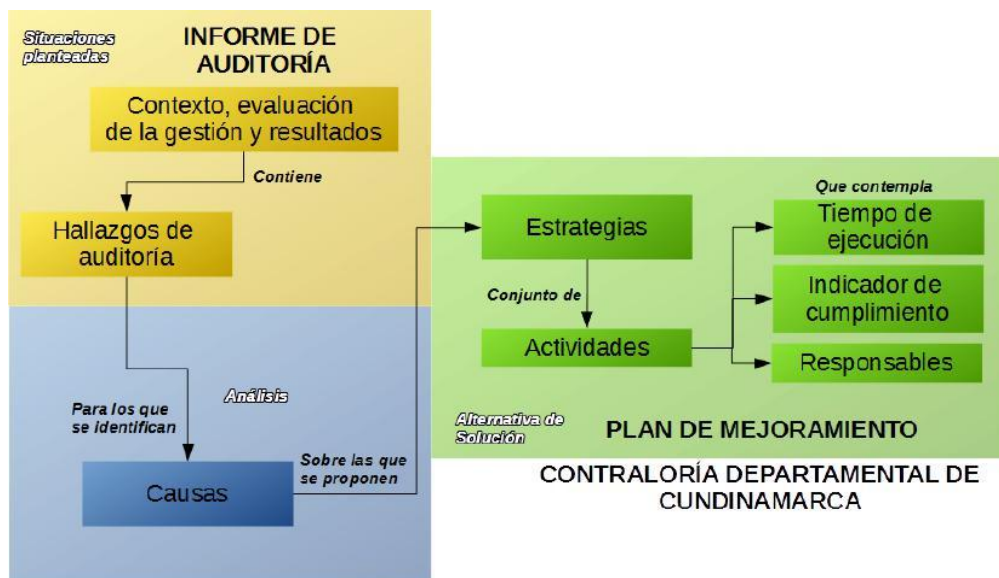 Situaciones
planteadas
INFORME DE
AUDITORÍA
Contexto, evaluación
de la gestión y resultados
Contiene
Hallazgos de
auditoría
Para los que
se identifican
Análisis
Causas
Sobre las que
se proponen
Estrategias
Conjunto de
Actividades
Que contempla
Tiempo de
ejecución
Indicador de
cumplimiento
Responsables
Alternativa de
Solución
PLAN DE MEJORAMIENTO
CONTRALORÍA DEPARTAMENTAL DE
CUNDINAMARCA